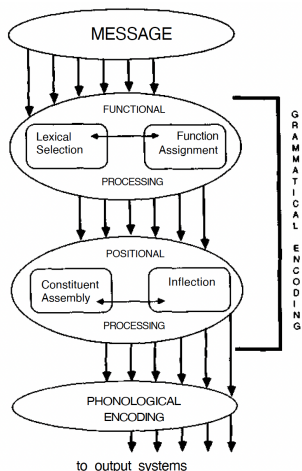 MESSAGE
FUNCTIONAL
Lexical
Selection
Function
Assignment
PROCESSING
POSITIONAL
Constituent
Assembly
Inflection
PROCESSING
PHONOLOGICAL
ENCODING
to output systems
GRAMMATICAL ENCODING